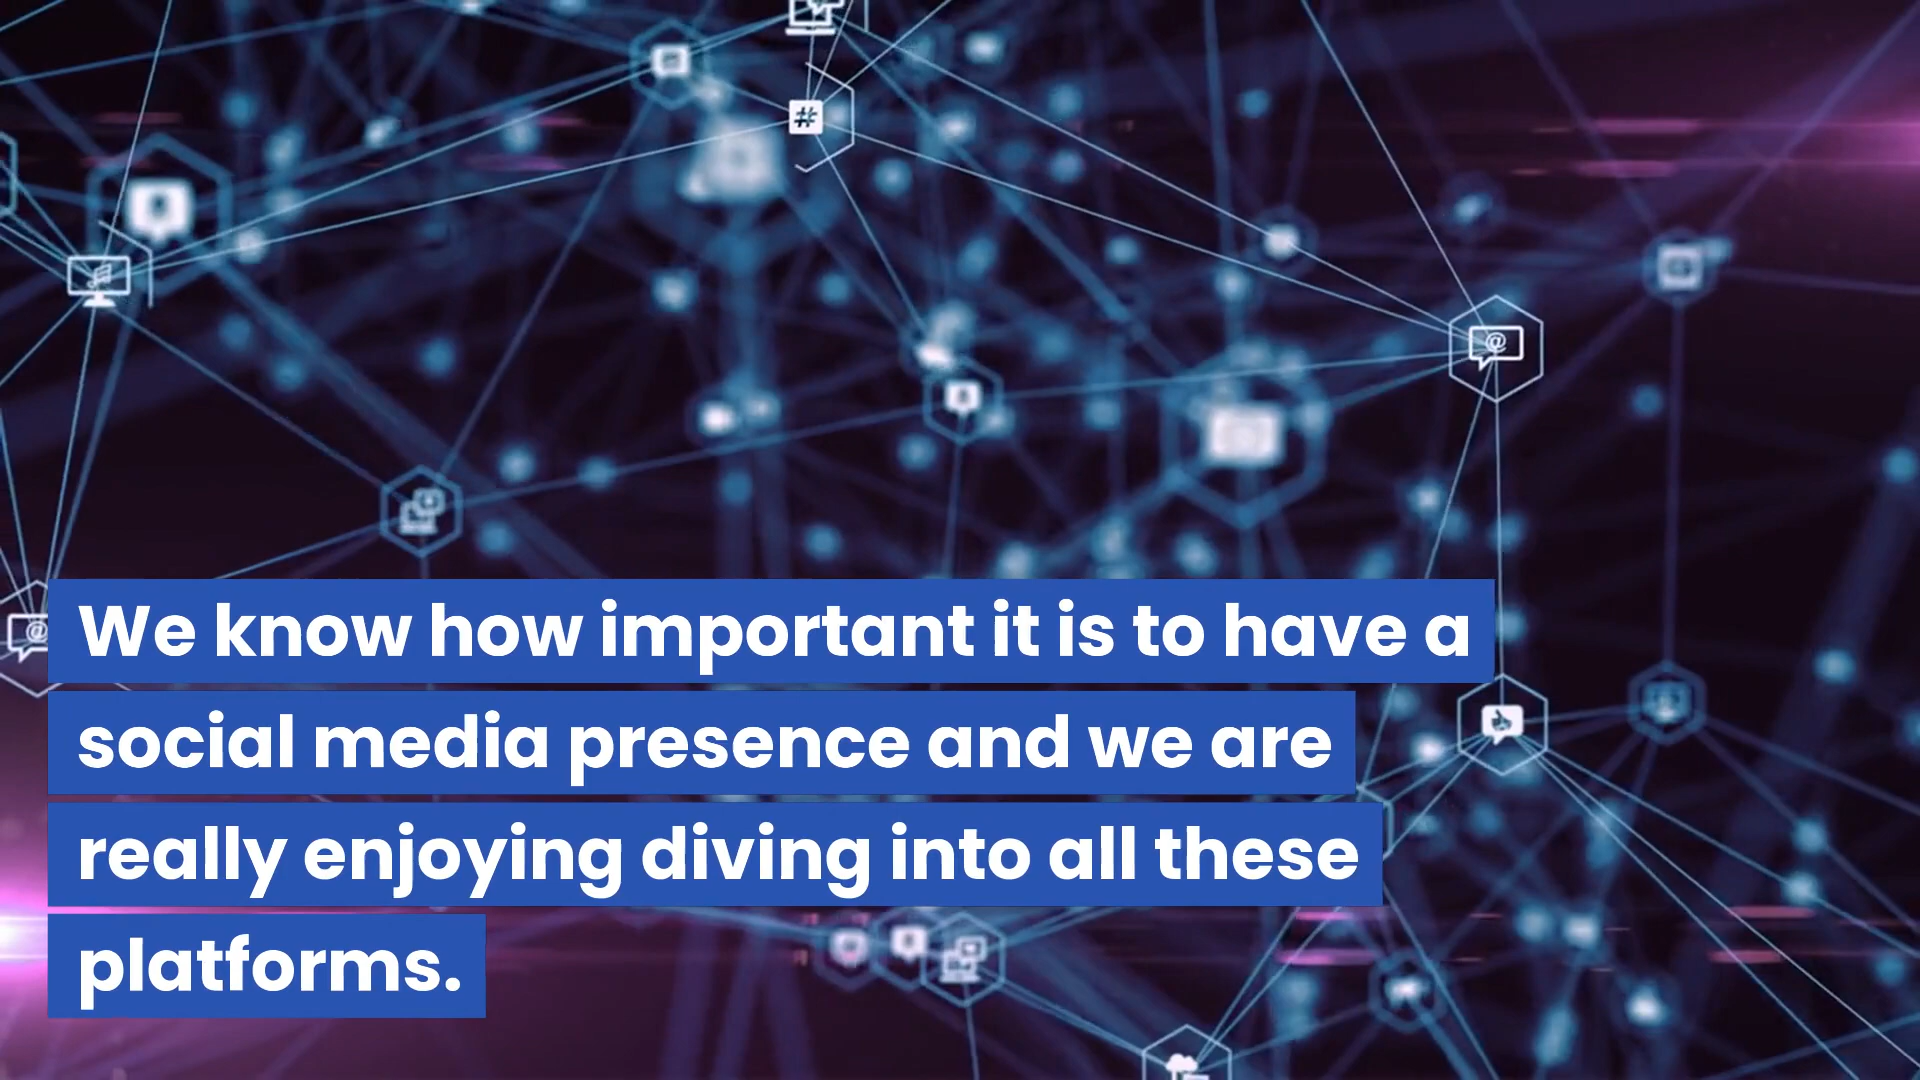 #
@
@
We know how important it is to have a
social media presence and we are
really enjoying diving into all these
platforms.